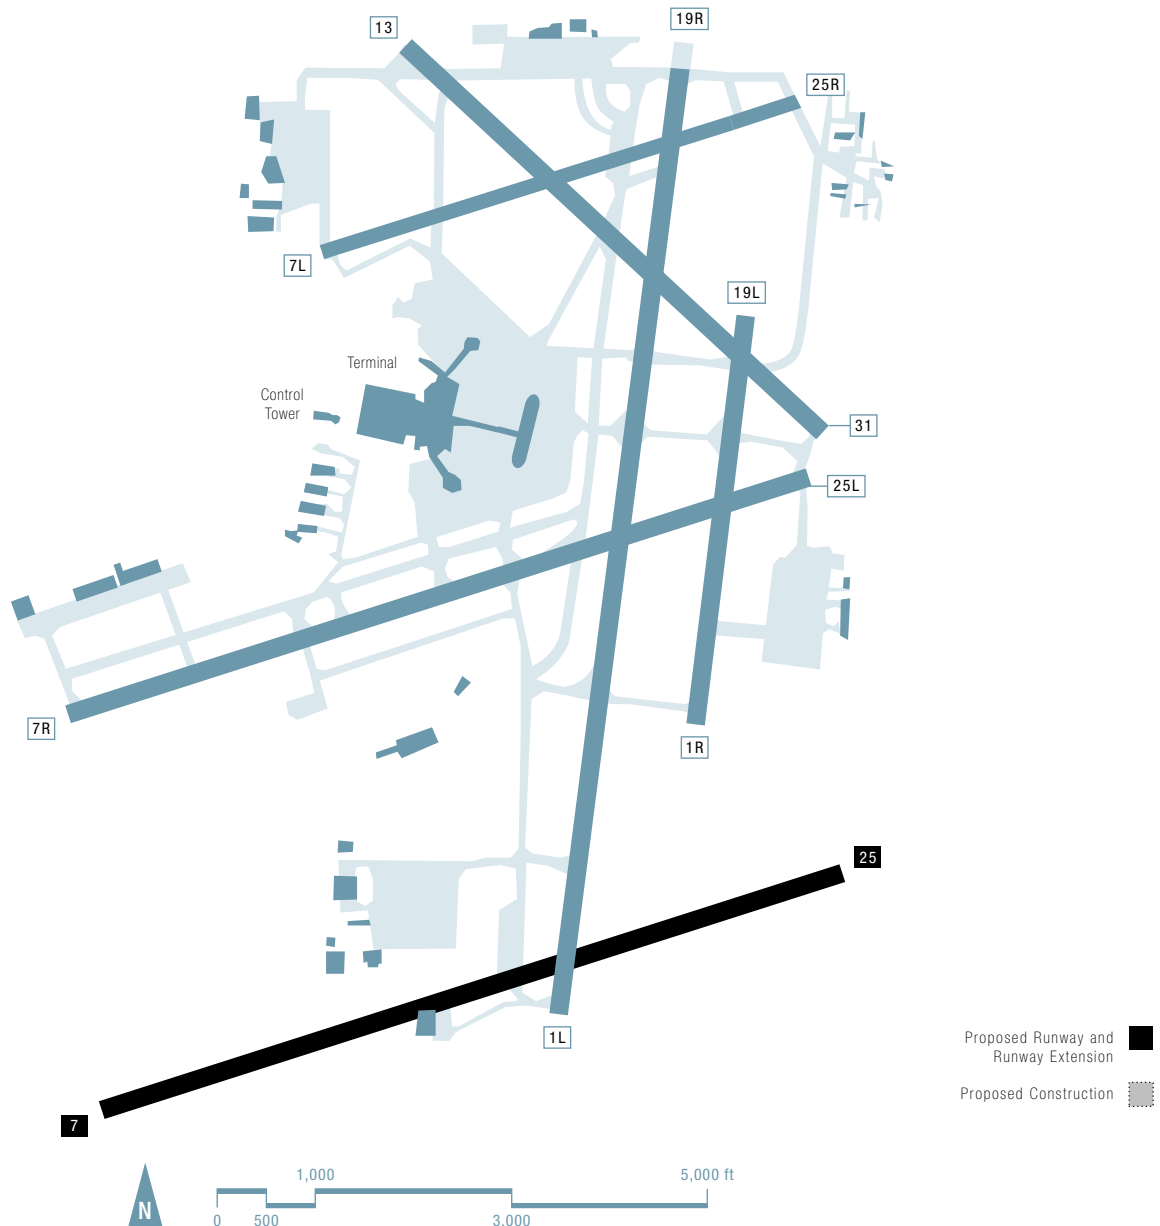 19R
13
25R
7L
19L
Terminal
Control
Tower
31
25L
7R
1R
25
1L
Proposed Runway and
Runway Extension
Proposed Construction
7
1,000
5,000 ft
N
0
500
3,000